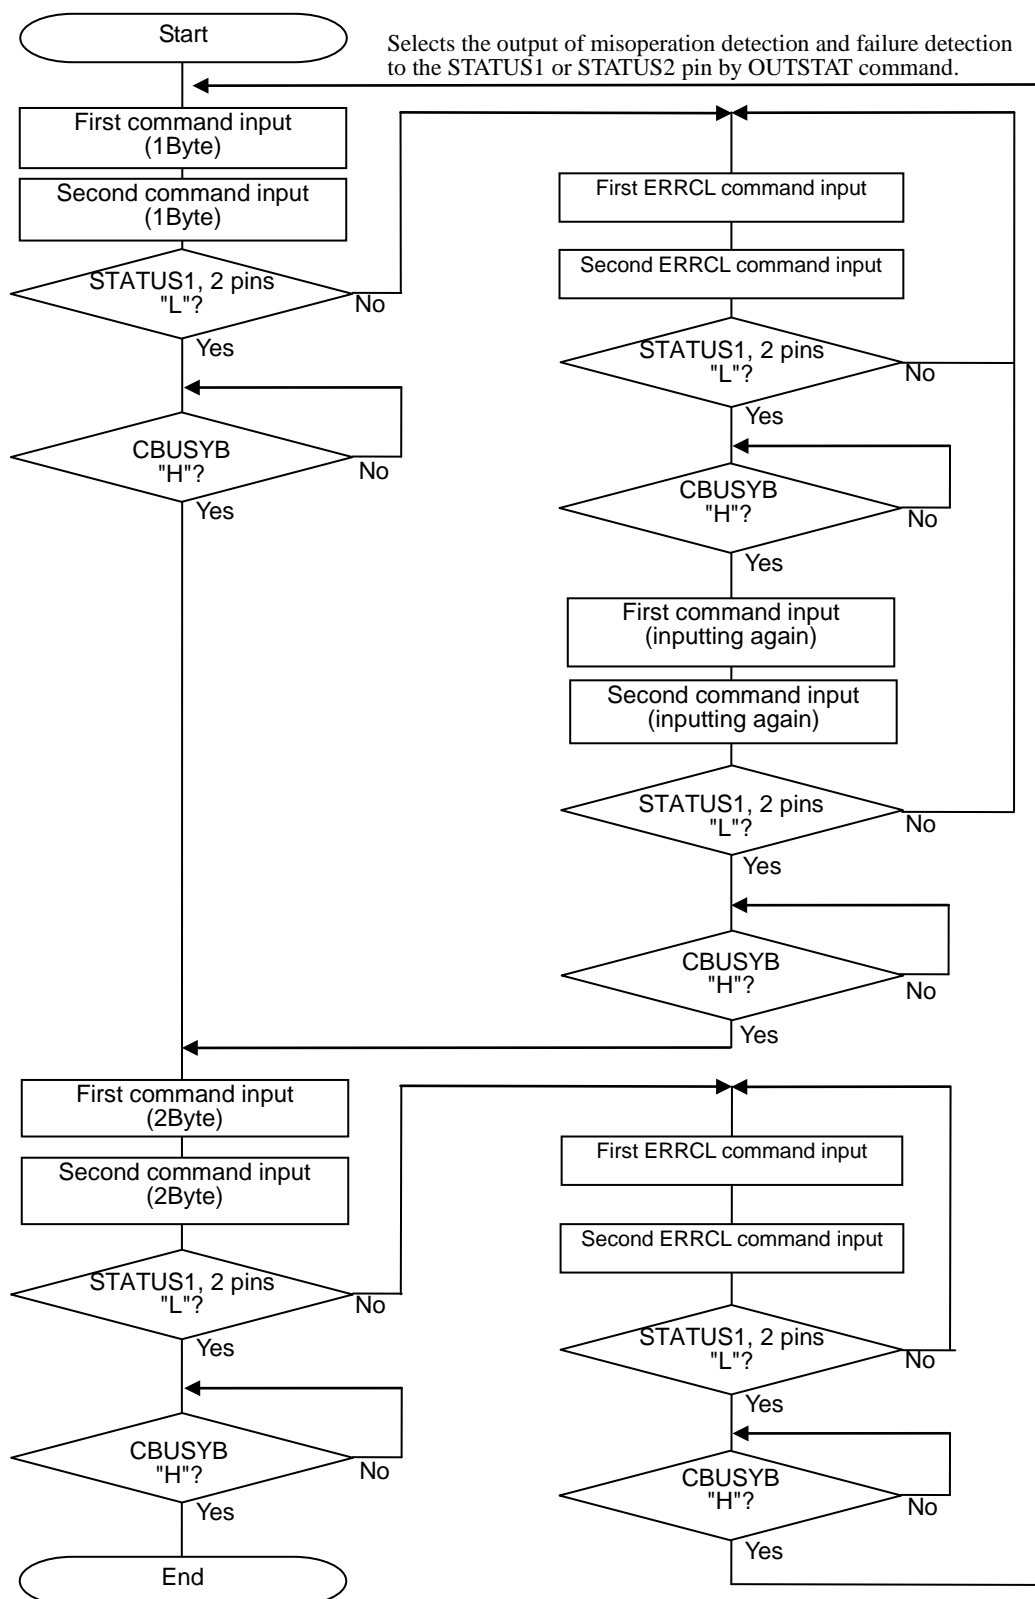 Start
Selects the output of misoperation detection and failure detection
to the STATUS1 or STATUS2 pin by OUTSTAT command.
First command input
(1Byte)
Second command input
(1Byte)
STATUS1, 2 pins
"L"?
No
Yes
CBUSYB
"H"?
No
Yes
First ERRCL command input
Second ERRCL command input
STATUS1, 2 pins
"L"?
No
Yes
CBUSYB
"H"?
No
Yes
First command input
(inputting again)
Second command input
(inputting again)
STATUS1, 2 pins
"L"?
No
Yes
CBUSYB
"H"?
No
Yes
First command input
(2Byte)
Second command input
(2Byte)
STATUS1, 2 pins
"L"?
No
Yes
CBUSYB
"H"?
No
Yes
End
First ERRCL command input
Second ERRCL command input
STATUS1, 2 pins
"L"?
No
Yes
CBUSYB
"H"?
No
Yes